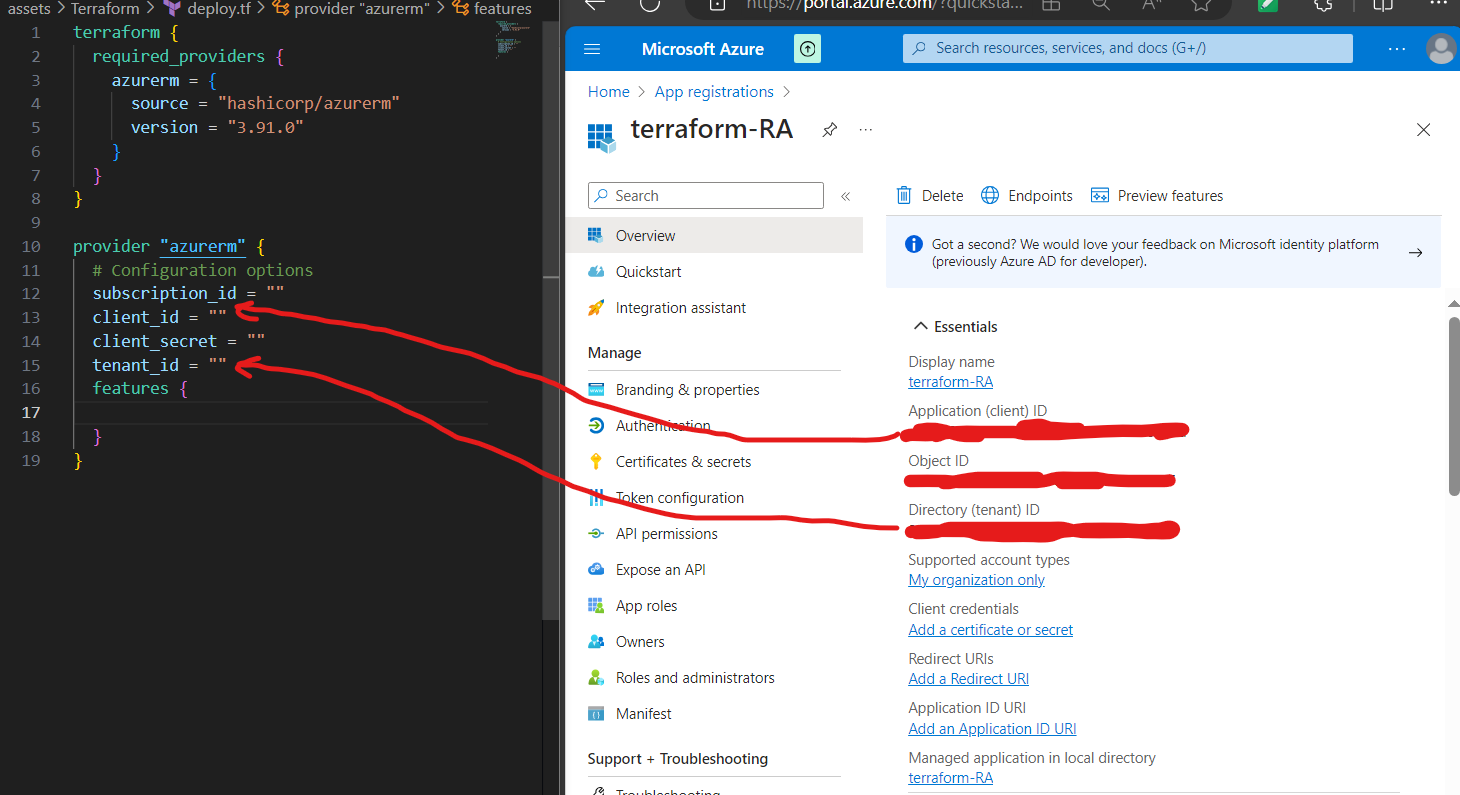 assets > Terraform > deploy.tf > provider "azurerm" > features
1 terraform {
2 required_providers {
3 azurerm = {
4 source = "hashicorp/azurerm"
5 version = "3.91.0"
6 }
7 }
8 }
9
10 provider "azurerm" {
11 # Configuration options
12 subscription_id = ""
13 client_id = ""
14 client_secret = ""
15 tenant_id = ""
16 features {
17
18 }
19 }
https://portal.azure.com/?quicksta...
Microsoft Azure
Search resources, services, and docs (G+/)
Home > App registrations >
terraform-RA
Search
Overview
Quickstart
Integration assistant
Manage
Branding & properties
Authentication
Certificates & secrets
Token configuration
API permissions
Expose an API
App roles
Owners
Roles and administrators
Manifest
Support + Troubleshooting
Troubleshooting
Delete Endpoints Preview features
Got a second? We would love your feedback on Microsoft identity platform
(previously Azure AD for developer).
Essentials
Display name
terraform-RA
Application (client) ID
Object ID
Directory (tenant) ID
Supported account types
My organization only
Client credentials
Add a certificate or secret
Redirect URIs
Add a Redirect URI
Application ID URI
Add an Application ID URI
Managed application in local directory
terraform-RA